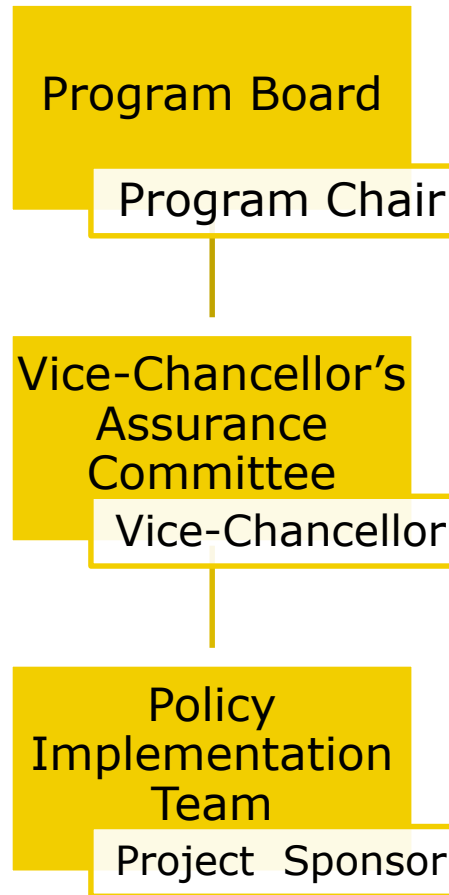 Program Board
Program Chair
Vice-Chancellor’s
Assurance
Committee
Vice-Chancellor
Policy
Implementation
Team
Project  Sponsor